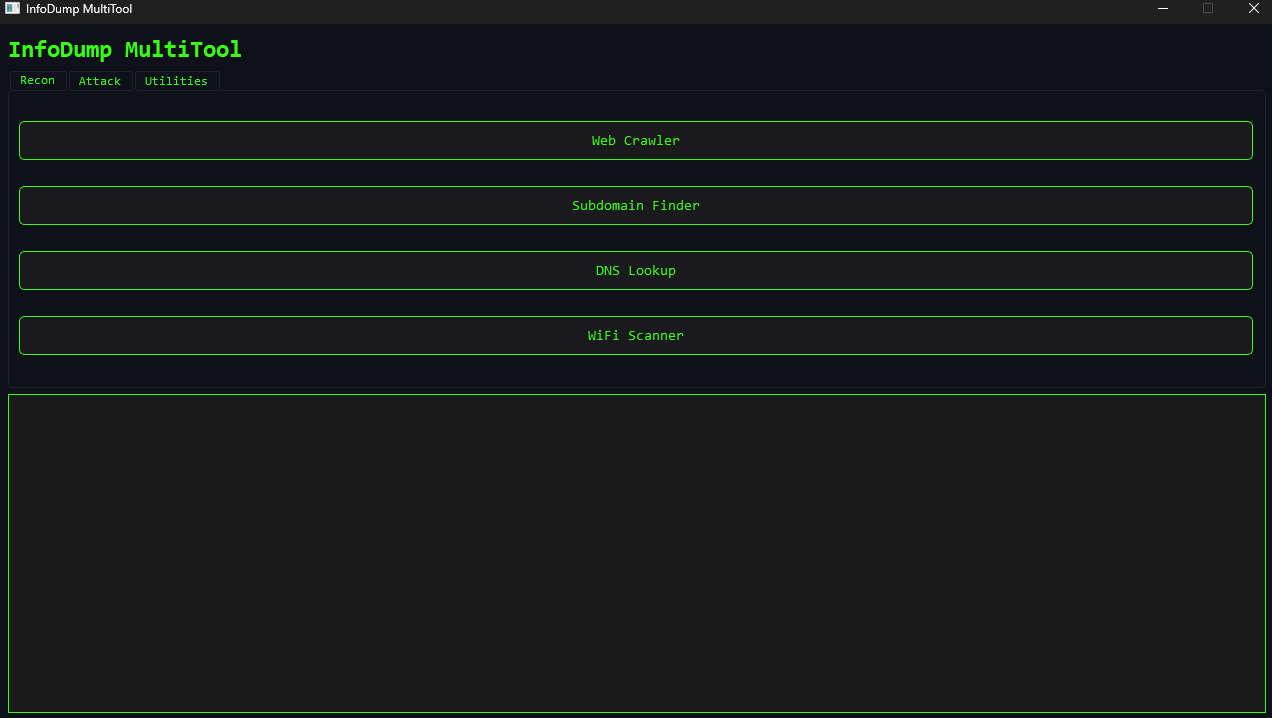 InfoDump MultiTool
InfoDump MultiTool
Recon Attack Utilities
Web Crawler
Subdomain Finder
DNS Lookup
WiFi Scanner